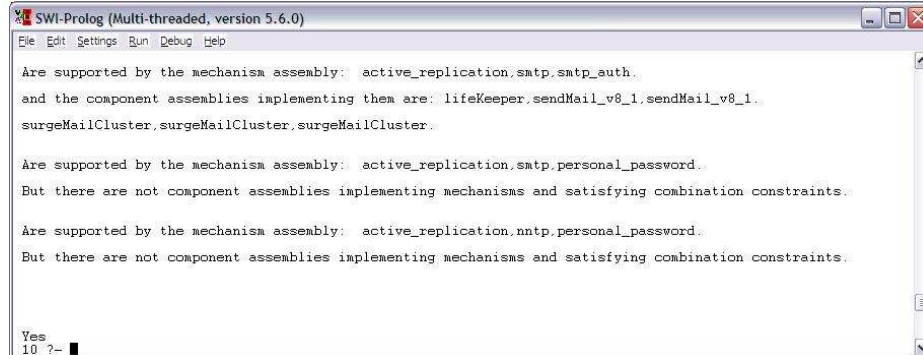 SWI-Prolog (Multi-threaded, version 5.6.0)
File Edit Settings Run Debug Help
Are supported by the mechanism assembly: active_replication,smtp,smtp_auth.
and the component assemblies implementing them are: lifeKeeper,sendMail_v8_1,sendMail_v8_1.
surgeMailCluster,surgeMailCluster,surgeMailCluster.
Are supported by the mechanism assembly: active_replication,smtp,personal_password.
But there are not component assemblies implementing mechanisms and satisfying combination constraints.
Are supported by the mechanism assembly: active_replication,nntp,personal_password.
But there are not component assemblies implementing mechanisms and satisfying combination constraints.
Yes
10 ?-